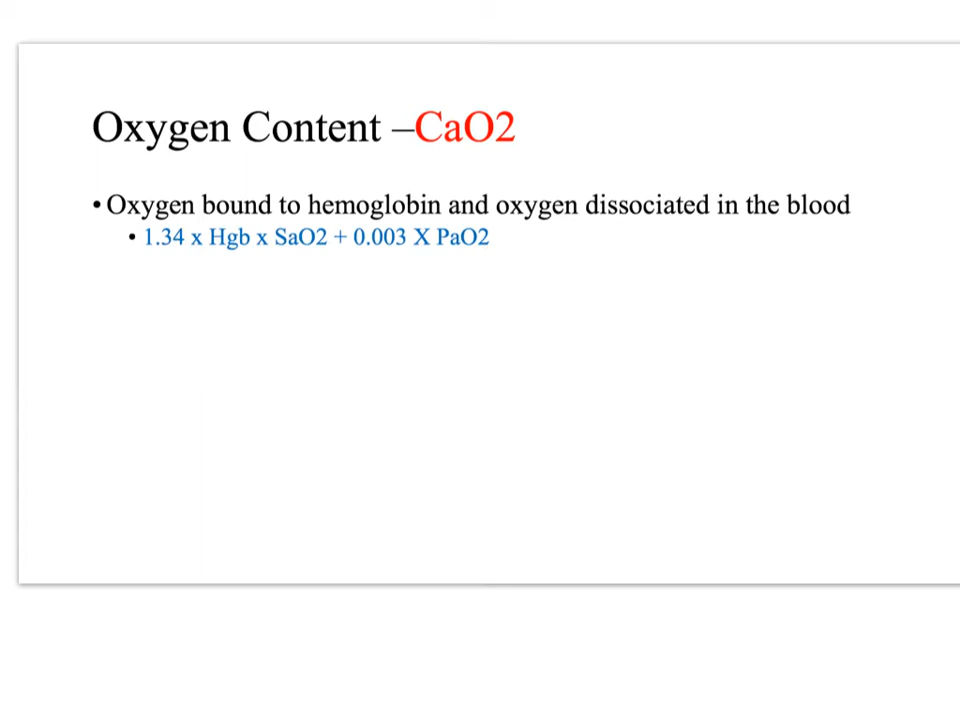 Oxygen Content –CaO2
• Oxygen bound to hemoglobin and oxygen dissociated in the blood
• 1.34 x Hgb x SaO2 + 0.003 X PaO2